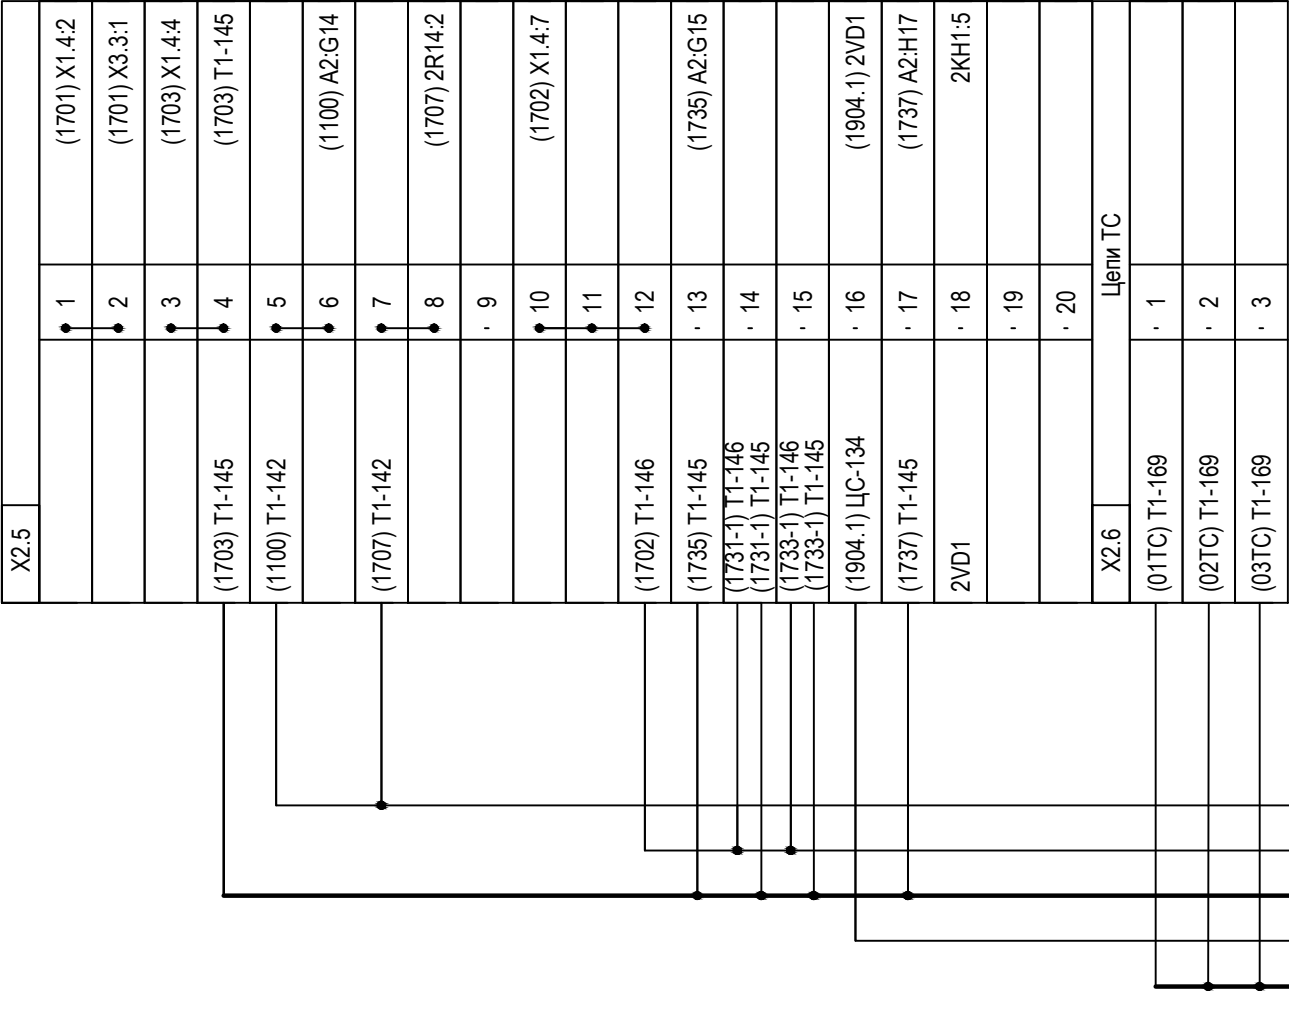 X2.5
(1701) X1.4:2
1
(1701) X3.3:1
2
(1703) X1.4:4
3
(1703) T1-145
4
(1703) T1-145
5
(1100) T1-142
(1100) A2:G14
6
7
(1707) T1-142
(1707) 2R14:2
8
- 9
(1702) X1.4:7
10
11
12
(1702) T1-146
(1735) A2:G15
- 13
(1735) T1-145
- 14
(1731-1) T1-146
(1731-1) T1-145
- 15
(1733-1) T1-146
(1733-1) T1-145
(1904.1) 2VD1
- 16
(1904.1) ЦС-134
(1737) A2:H17
- 17
(1737) T1-145
2KH1:5
- 18
2VD1
- 19
- 20
X2.6
Цепи ТС
- 1
(01TC) T1-169
- 2
(02TC) T1-169
- 3
(03TC) T1-169